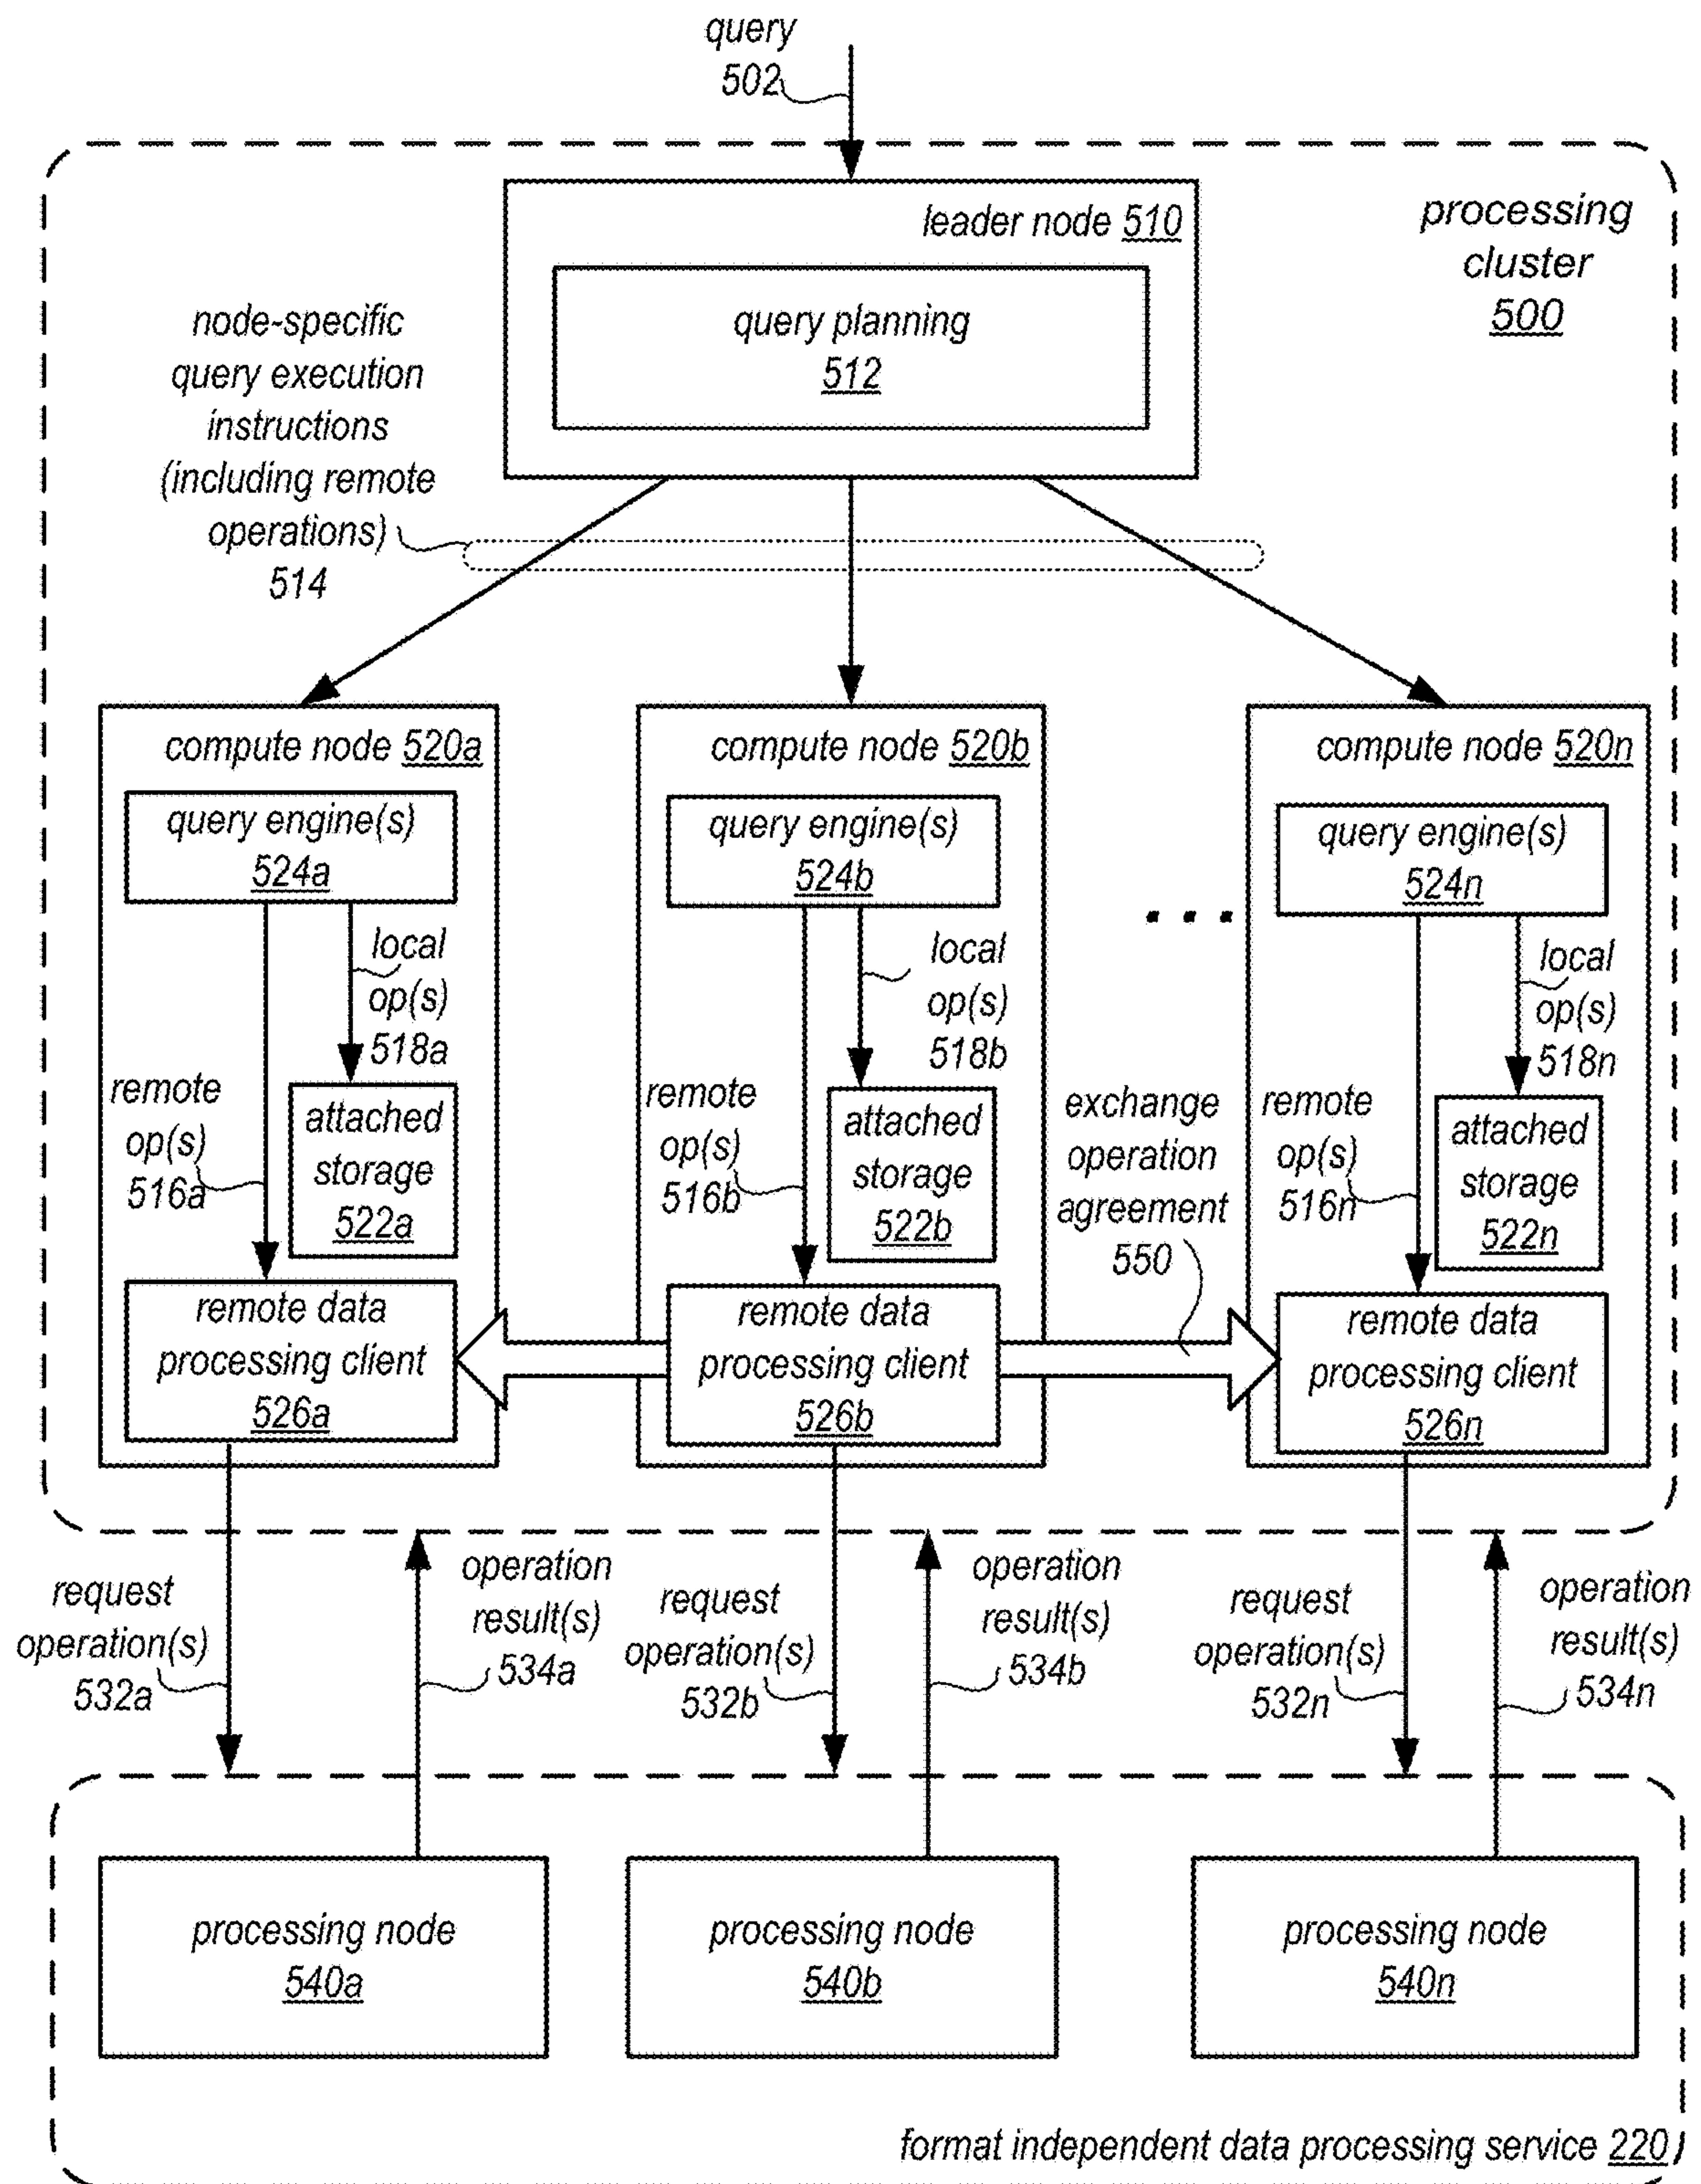 query
502
leader node 510
processing
cluster
500
query planning
512
node-specific
query execution
instructions
(including remote
operations)
514
compute node 520a
query engine(s)
524a
local
op(s)
518a
remote
op(s)
516a
attached
storage
522a
remote data
processing client
526a
compute node 520b
query engine(s)
524b
local
op(s)
518b
remote
op(s)
516b
attached
storage
522b
remote data
processing client
526b
exchange
operation
agreement
550
...
compute node 520n
query engine(s)
524n
local
op(s)
518n
remote
op(s)
516n
attached
storage
522n
remote data
processing client
526n
request
operation(s)
532a
operation
result(s)
534a
request
operation(s)
532b
operation
result(s)
534b
request
operation(s)
532n
operation
result(s)
534n
processing node
540a
processing node
540b
processing node
540n
format independent data processing service 220